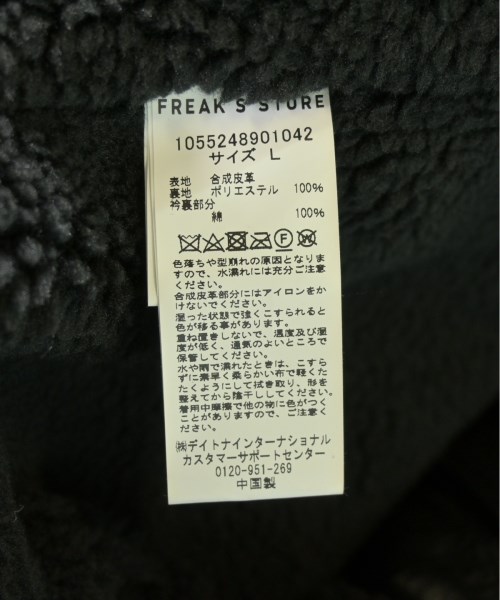 FREAK'S STORE
1055248901042
サイズ L
表地 合成皮革
裏地 ポリエステル 100%
衿裏部分
綿 100%
色落ちや型崩れの原因となりま
すので、水濡れには充分ご注意
ください。
合成皮革部分にはアイロンをか
けないでください。
湿った状態で強くこすられると
色が移る事があります。
重ね置きしないで、温度及び湿
度が低く、通気のよいところで
保管してください。
水や雨で濡れたときは、こすら
ずに素早く柔らかい布で軽くた
たくようにして拭き取り、形を
整えてから陰干ししてください。
着用中摩擦で他の物に色がつく
ことがありますのでご注意くだ
さい。
㈱デイトナインターナショナル
カスタマーサポートセンター
0120-951-269
中国製